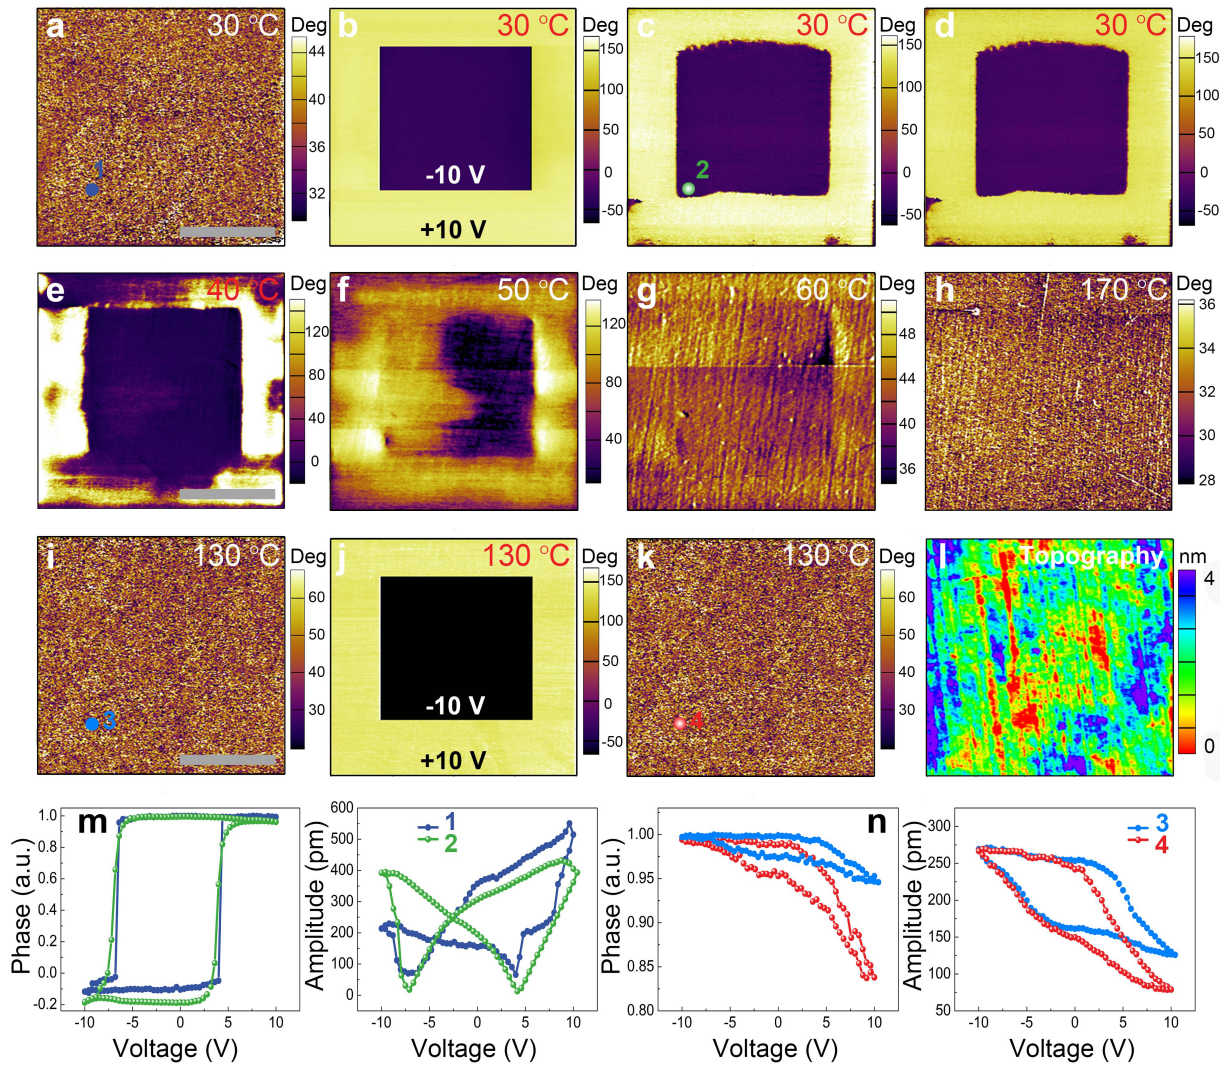 a 30 °C Deg
44
40
36
32
1
b 30 °C Deg
150
100
50
0
-50
-10 V
+10 V
c 30 °C Deg
150
100
50
0
-50
2
d 30 °C Deg
150
100
50
0
-50
e 40 °C Deg
120
80
40
0
f 50 °C Deg
120
80
40
g 60 °C Deg
48
44
40
36
h 170 °C Deg
36
34
32
30
28
i 130 °C Deg
60
50
40
30
3
j 130 °C Deg
150
100
50
0
-50
-10 V
+10 V
k 130 °C Deg
60
50
40
30
4
l Topography nm
4
0
m
Phase (a.u.)
1.0
0.8
0.6
0.4
0.2
0.0
-0.2
-10 -5 0 5 10
Voltage (V)
Amplitude (pm)
600
500
400
300
200
100
0
1
2
-10 -5 0 5 10
Voltage (V)
n
Phase (a.u.)
1.00
0.95
0.90
0.85
0.80
-10 -5 0 5 10
Voltage (V)
Amplitude (pm)
300
250
200
150
100
50
3
4
-10 -5 0 5 10
Voltage (V)